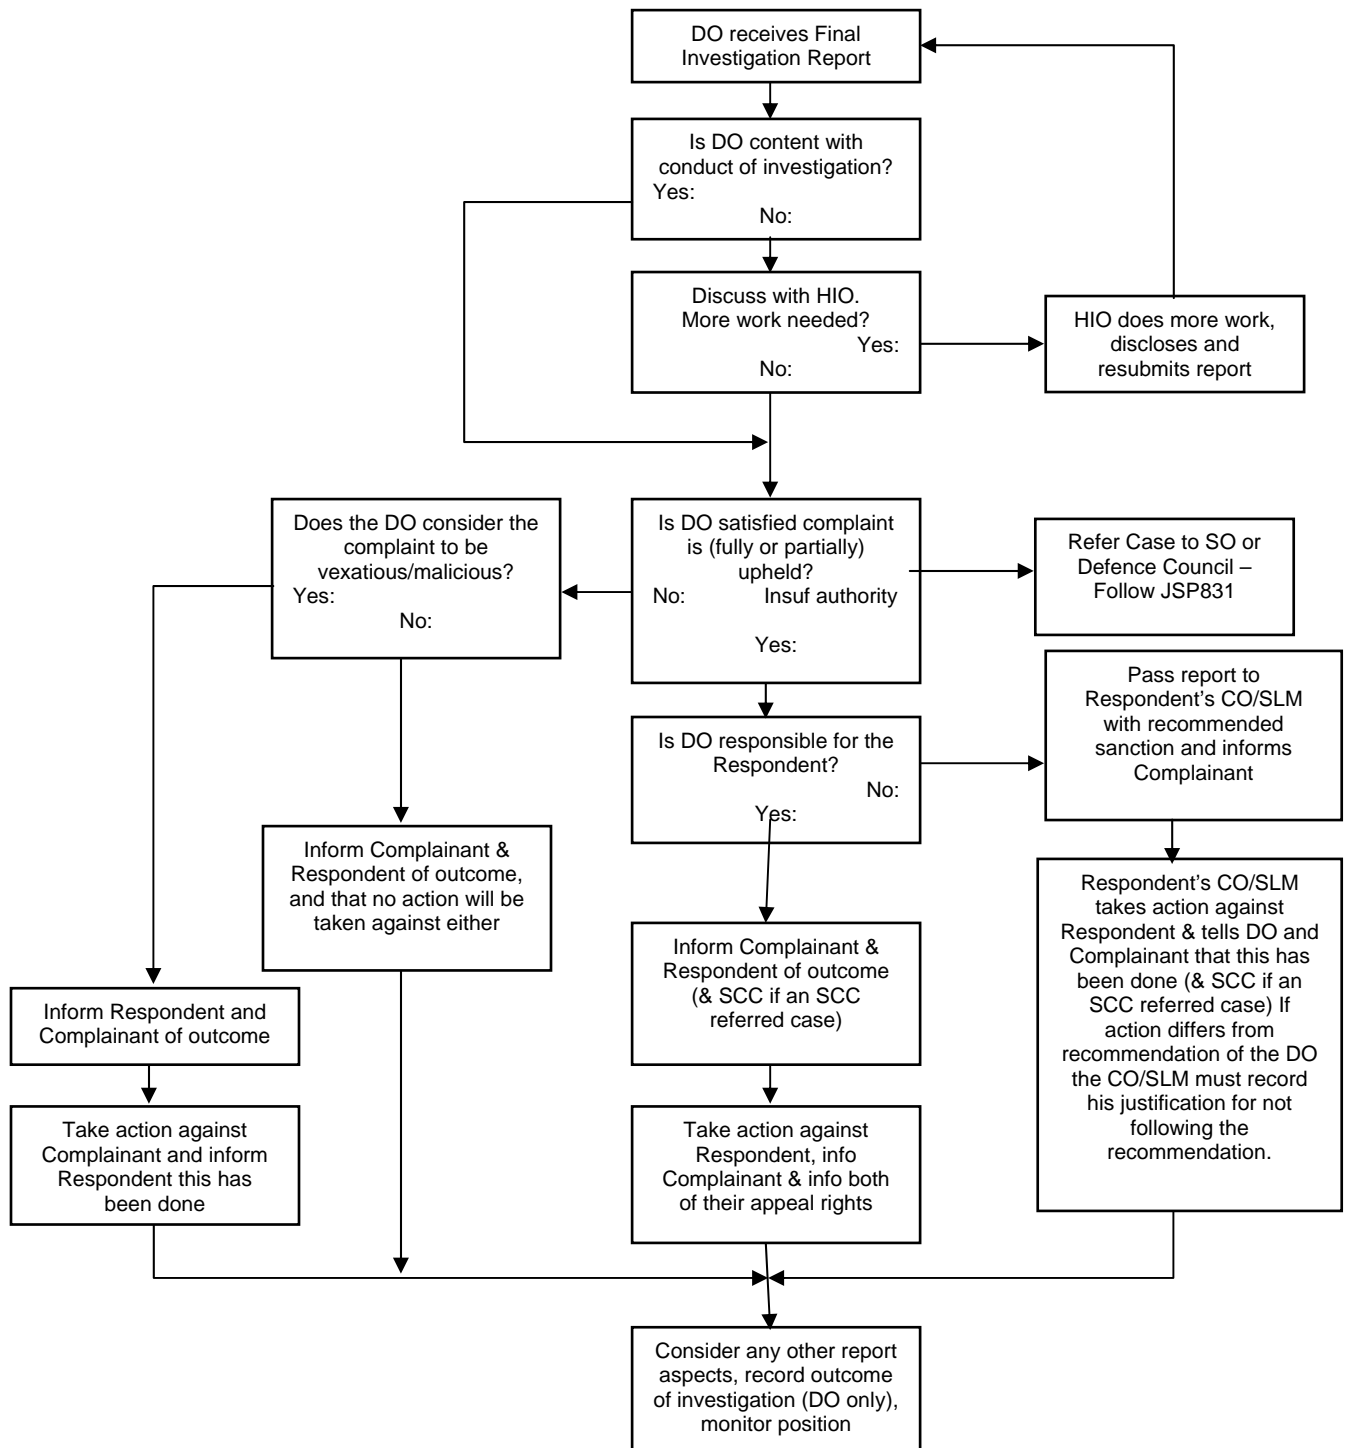 DO receives Final
Investigation Report
Is DO content with
conduct of investigation?
Yes:
No:
Discuss with HIO.
More work needed?
Yes:
No:
HIO does more work,
discloses and
resubmits report
Does the DO consider the
complaint to be
vexatious/malicious?
Yes:
No:
Is DO satisfied complaint
is (fully or partially)
upheld?
No: Insuf authority
Yes:
Refer Case to SO or
Defence Council –
Follow JSP831
Pass report to
Respondent's CO/SLM
with recommended
sanction and informs
Complainant
Is DO responsible for the
Respondent?
No:
Yes:
Inform Complainant &
Respondent of outcome,
and that no action will be
taken against either
Respondent's CO/SLM
takes action against
Respondent & tells DO and
Complainant that this has
been done (& SCC if an
SCC referred case) If
action differs from
recommendation of the DO
the CO/SLM must record
his justification for not
following the
recommendation.
Inform Complainant &
Respondent of outcome
(& SCC if an SCC
referred case)
Inform Respondent and
Complainant of outcome
Take action against
Complainant and inform
Respondent this has
been done
Take action against
Respondent, info
Complainant & info both
of their appeal rights
Consider any other report
aspects, record outcome
of investigation (DO only),
monitor position